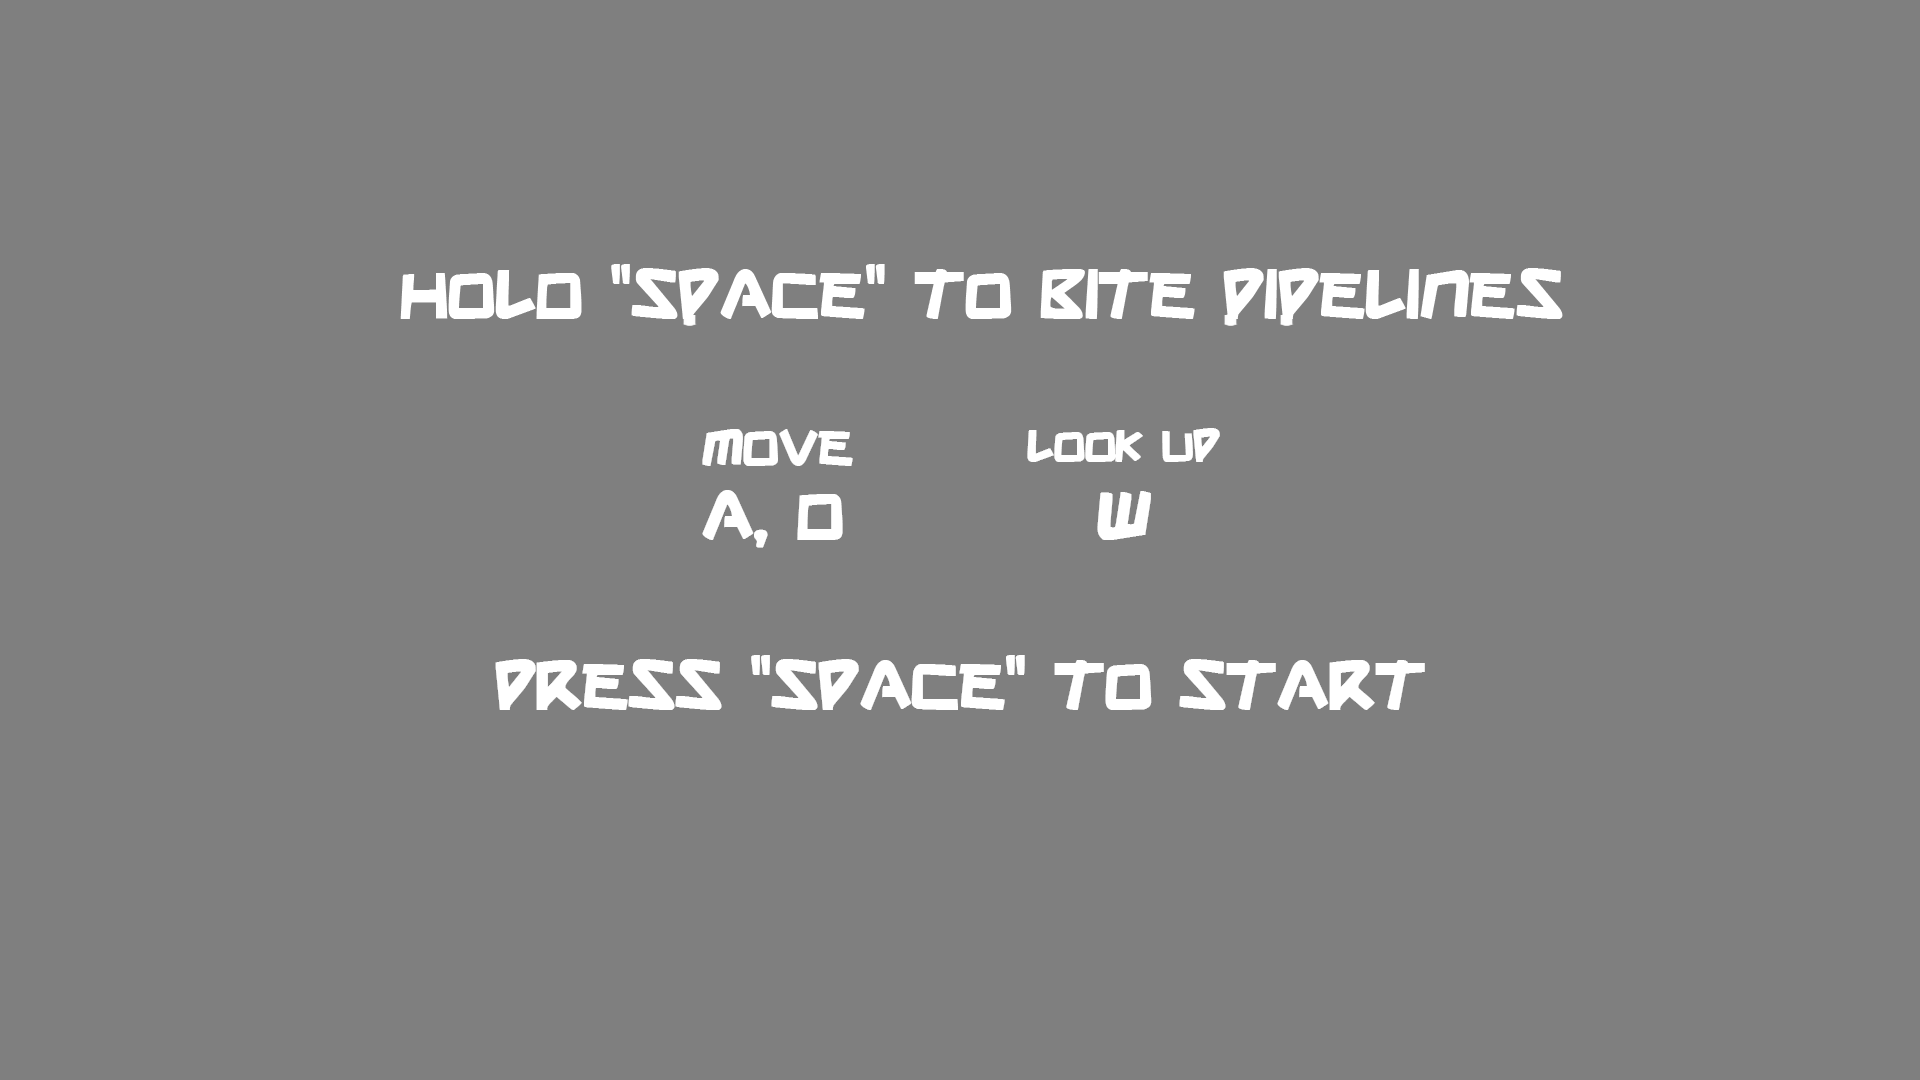 HOLD "SPACE" TO BITE PIPELINES
MOVE LOOK UP
A, D W
PRESS "SPACE" TO START